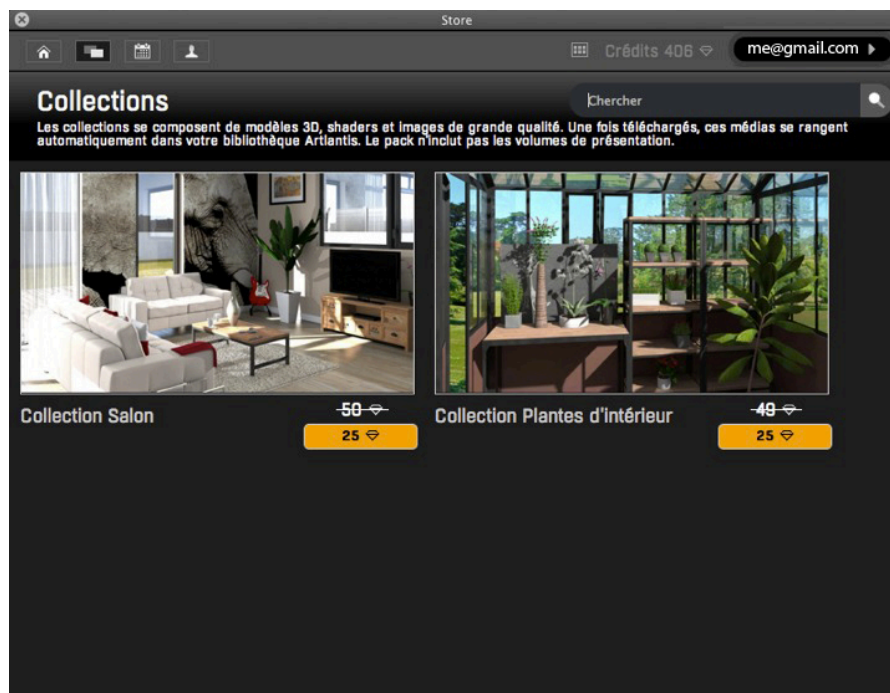 Store
Crédits 406
me@gmail.com
Collections
Chercher
Les collections se composent de modèles 3D, shaders et images de grande qualité. Une fois téléchargés, ces médias se rangent
automatiquement dans votre bibliothèque Artlantis. Le pack n'inclut pas les volumes de présentation.
Collection Salon
50
25
Collection Plantes d'intérieur
49
25